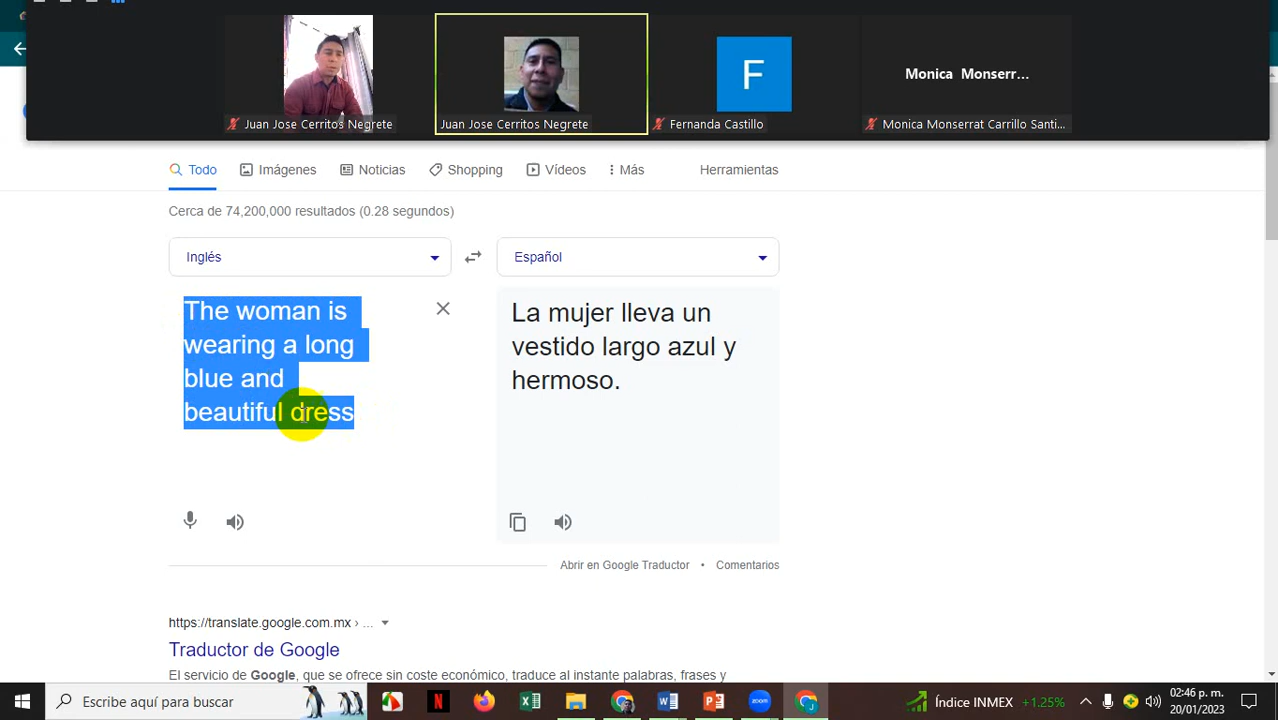 Juan Jose Cerritos Negrete
Juan Jose Cerritos Negrete
F
Fernanda Castillo
Monica Monserr...
Monica Monserrat Carrillo Santi...
Todo
Imágenes
Noticias
Shopping
Vídeos
Más
Herramientas
Cerca de 74,200,000 resultados (0.28 segundos)
Inglés
Español
The woman is
wearing a long
blue and
beautiful dress
La mujer lleva un
vestido largo azul y
hermoso.
Abrir en Google Traductor • Comentarios
https://translate.google.com.mx › ...
Traductor de Google
El servicio de Google, que se ofrece sin coste económico, traduce al instante palabras, frases y
Escribe aquí para buscar
N
zoom
J
Índice INMEX +1.25%
02:46 p. m.
20/01/2023